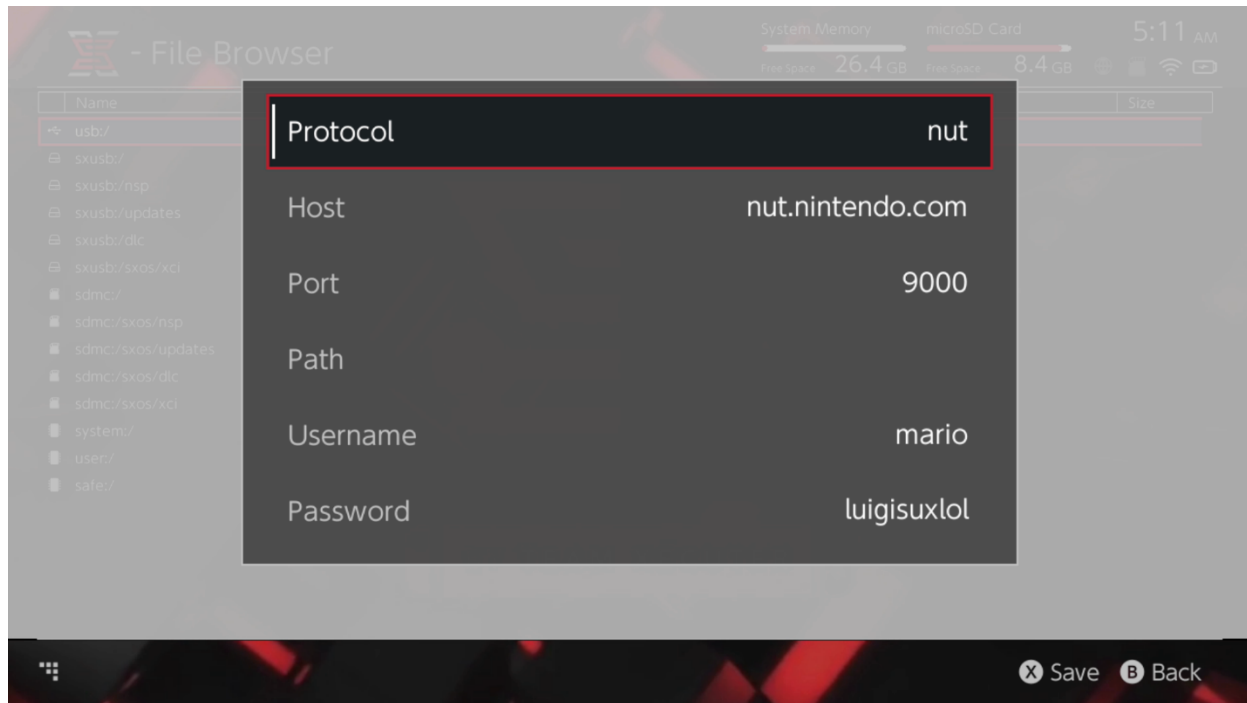 - File Browser
System Memory
Free Space 26.4 GB
microSD Card
Free Space 8.4 GB
5:11 AM
Name
Size
usb:/
sxusb:/
sxusb:/nsp
sxusb:/updates
sxusb:/dlc
sxusb:/sxos/xci
sdmc:/
sdmc:/sxos/nsp
sdmc:/sxos/updates
sdmc:/sxos/dlc
sdmc:/sxos/xci
system:/
user:/
safe:/
Protocol nut
Host nut.nintendo.com
Port 9000
Path
Username mario
Password luigisuxlol
X Save B Back